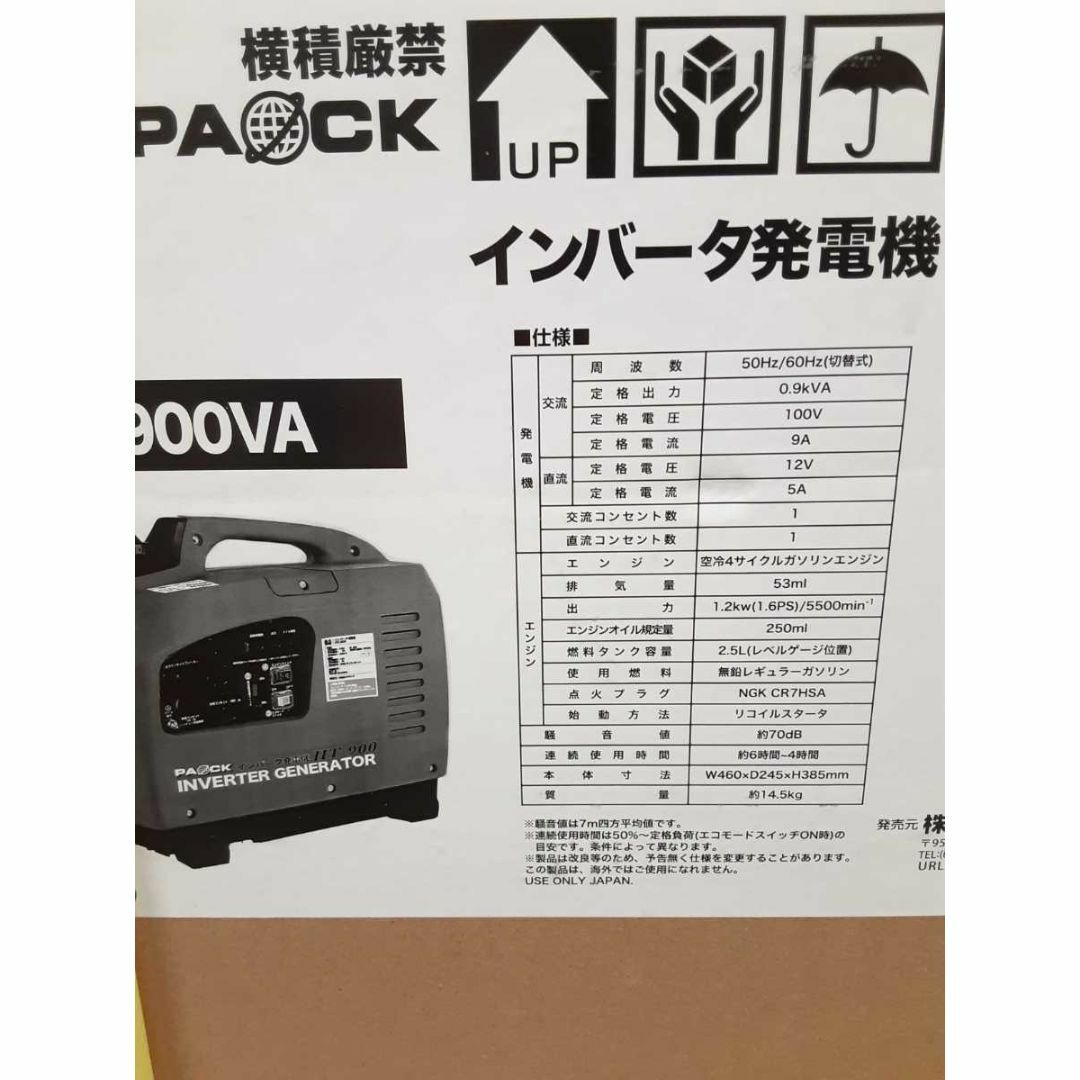 横積厳禁
PAOCK
UP
インバータ発電機
900VA
■仕様■
発電機
交流
周波数 50Hz/60Hz(切替式)
定格出力 0.9kVA
定格電圧 100V
定格電流 9A
直流
定格電圧 12V
定格電流 5A
交流コンセント数 1
直流コンセント数 1
エンジン
エンジン 空冷4サイクルガソリンエンジン
排気量 53ml
出力 1.2kw(1.6PS)/5500min⁻¹
エンジンオイル規定量 250ml
燃料タンク容量 2.5L(レベルゲージ位置)
使用燃料 無鉛レギュラーガソリン
点火プラグ NGK CR7HSA
始動方法 リコイルスタータ
騒音値 約70dB
連続使用時間 約6時間~4時間
本体寸法 W460×D245×H385mm
質量 約14.5kg
※騒音値は7m四方平均値です。
※連続使用時間は50%〜定格負荷(エコモードスイッチON時)の
目安です。条件によって異なります。
※製品は改良等のため、予告無く仕様を変更することがあります。
この製品は、海外ではご使用になれません。
USE ONLY JAPAN.
発売元 株
〒95
TEL:(
URL
PAOCK インバータ発電機 HT-900
INVERTER GENERATOR